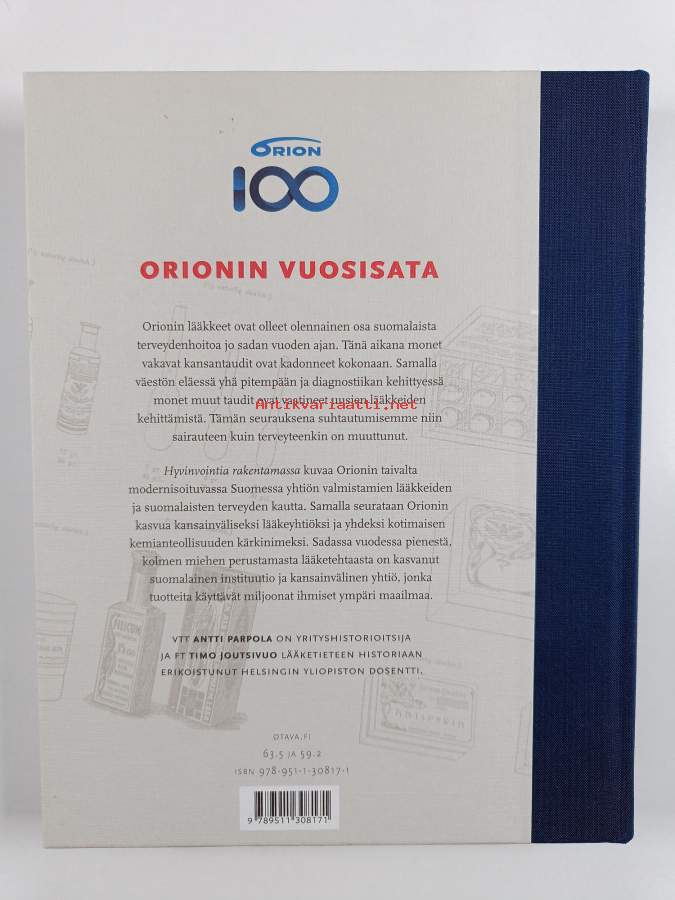 ORION
100
ORIONIN VUOSISATA
Orionin lääkkeet ovat olleet olennainen osa suomalaista
terveydenhoitoa jo sadan vuoden ajan. Tänä aikana monet
vakavat kansantaudit ovat kadonneet kokonaan. Samalla
väestön eläessä yhä pitempään ja diagnostiikan kehittyessä
monet muut taudit ovat vastineet uusien lääkkeiden
Antikvariaatti.net
kehittämistä. Tämän seurauksena suhtautumisemme niin
sairauteen kuin terveyteenkin on muuttunut.
Hyvinvointia rakentamassa kuvaa Orionin taivalta
modernisoituvassa Suomessa yhtiön valmistamien lääkkeiden
ja suomalaisten terveyden kautta. Samalla seurataan Orionin
kasvua kansainväliseksi lääkeyhtiöksi ja yhdeksi kotimaisen
kemianteollisuuden kärkinimeksi. Sadassa vuodessa pienestä,
kolmen miehen perustamasta lääketehtaasta on kasvanut
suomalainen instituutio ja kansainvälinen yhtiö, jonka
tuotteita käyttävät miljoonat ihmiset ympäri maailmaa.
VTT ANTTI PARPOLA ON YRITYSHISTORIOITSIJA
JA FT TIMO JOUTSIVUO LÄÄKETIETEEN HISTORIAAN
ERIKOISTUNUT HELSINGIN YLIOPISTON DOSENTTI.
OTAVA.FI
63.5 JA 59.2
ISBN 978-951-1-30817-1
9 789511 308171